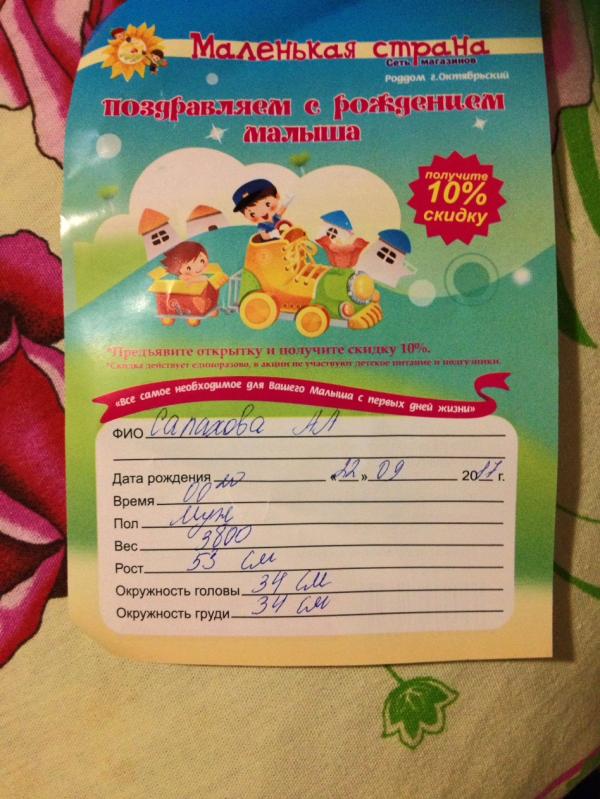 Маленькая страна
Сеть магазинов
Роддом г.Октябрьский
поздравляем с рождением
малыша
получите
10%
скидку
*Предъявите открытку и получите скидку 10%.
*Скидка действует единоразово, в акции не участвуют детское питание и подгузники.
«Все самое необходимое для Вашего Малыша с первых дней жизни»
ФИО Салахова АА
Дата рождения «22» 09 2017 г.
Время 00
Пол Муж
Вес 3800
Рост 53 см
Окружность головы 34 см
Окружность груди 34 см